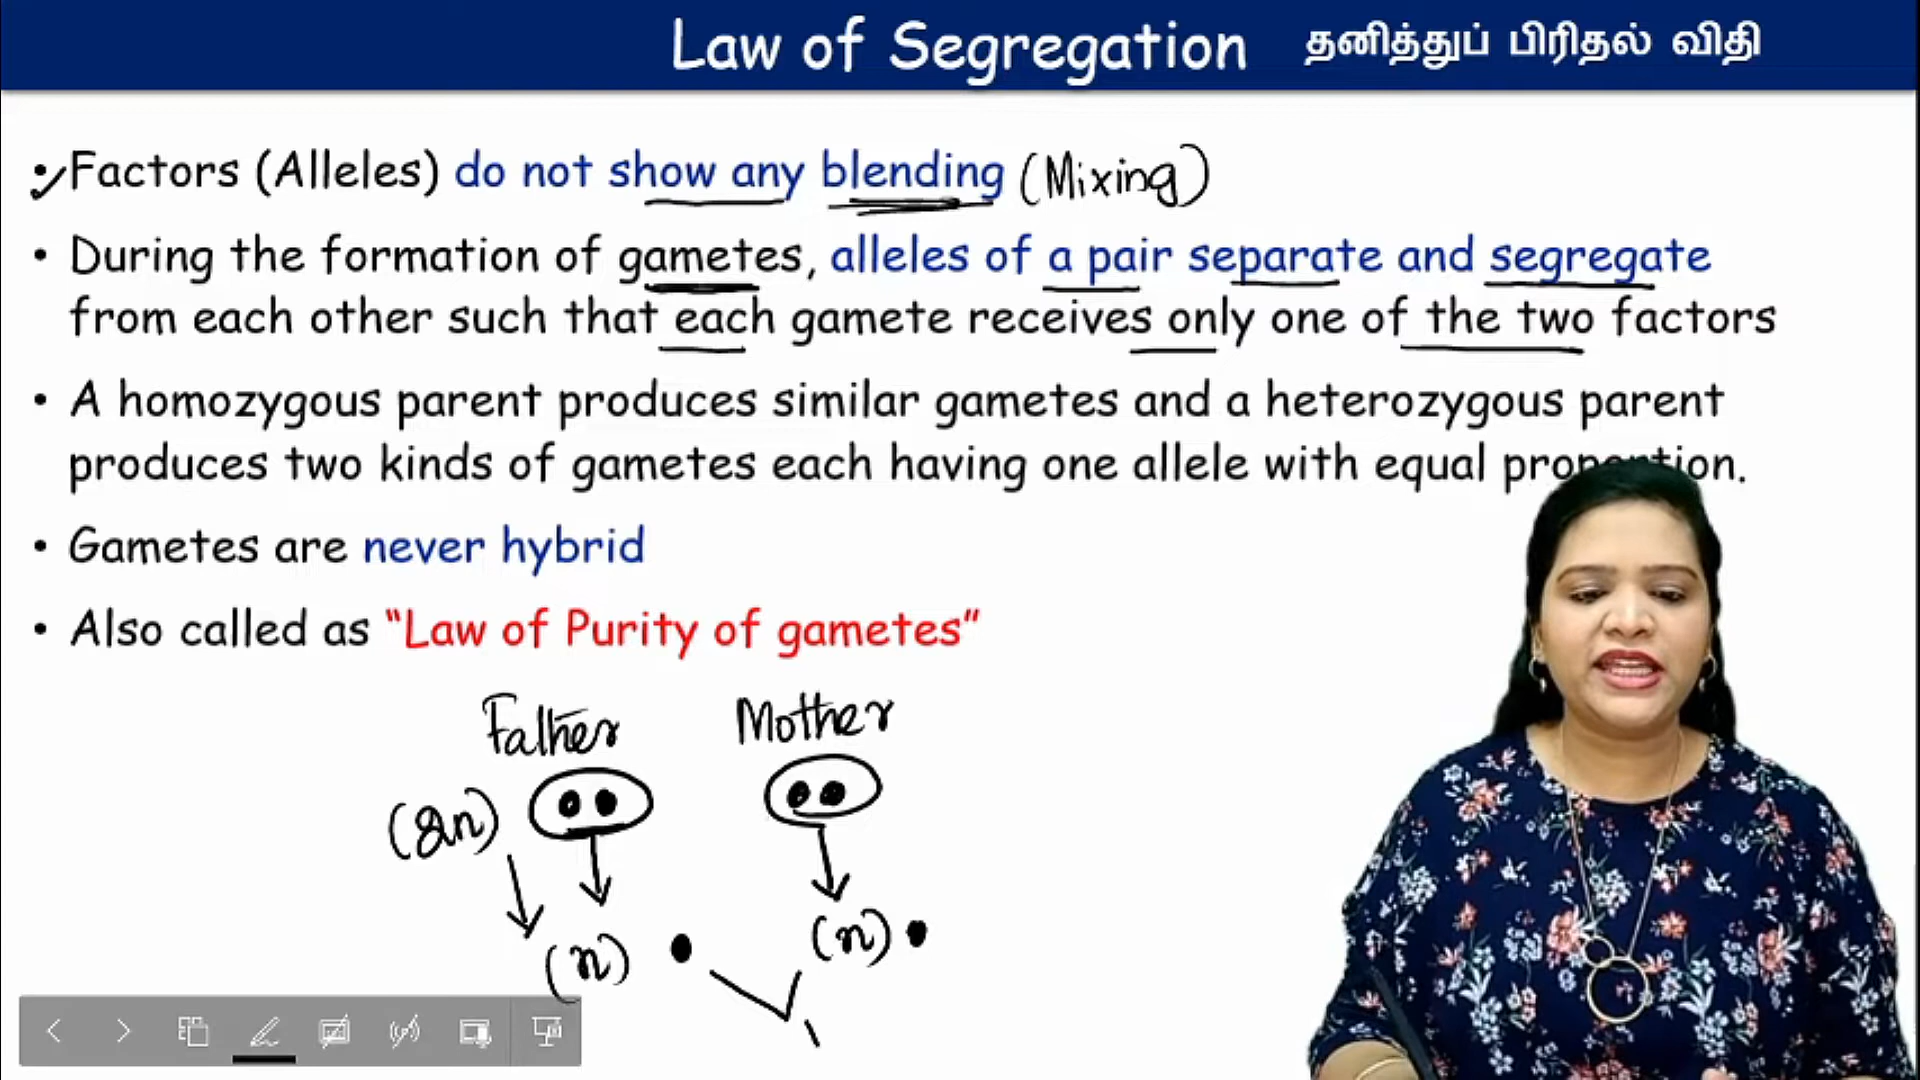 Law of Segregation தனித்துப் பிரிதல் விதி
• Factors (Alleles) do not show any blending (Mixing)
• During the formation of gametes, alleles of a pair separate and segregate
from each other such that each gamete receives only one of the two factors
• A homozygous parent produces similar gametes and a heterozygous parent
produces two kinds of gametes each having one allele with equal proportion.
• Gametes are never hybrid
• Also called as “Law of Purity of gametes”
Father Mother
(2n)
(n) (n)